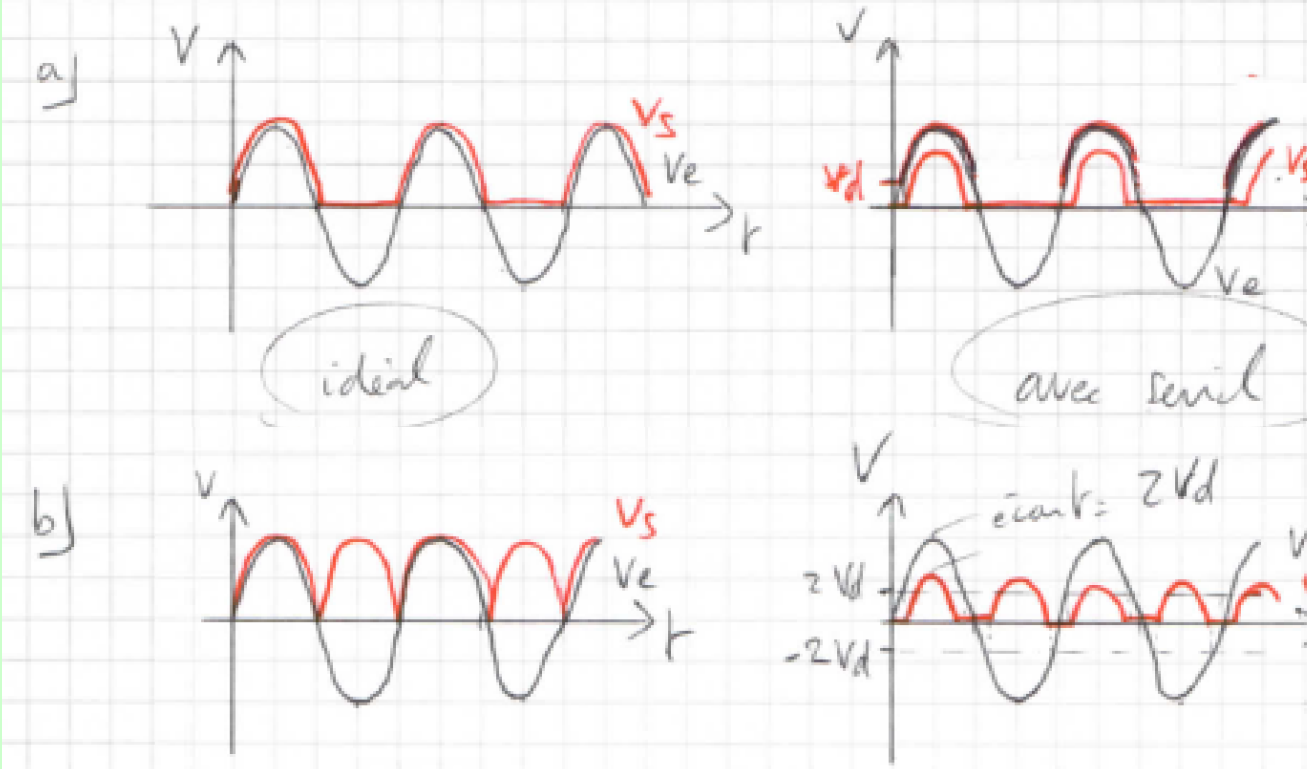 a)
V
Vs
Ve
t
idéal
V
Vd
Vs
Ve
avec seuil
b)
V
Vs
Ve
t
V
écart = 2Vd
2Vd
-2Vd
V